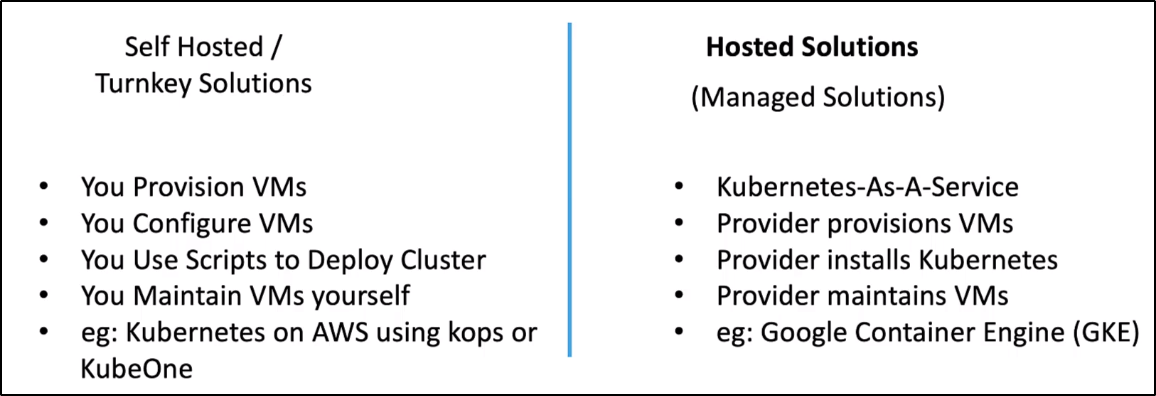 Self Hosted /
Turnkey Solutions
• You Provision VMs
• You Configure VMs
• You Use Scripts to Deploy Cluster
• You Maintain VMs yourself
• eg: Kubernetes on AWS using kops or
KubeOne
Hosted Solutions
(Managed Solutions)
• Kubernetes-As-A-Service
• Provider provisions VMs
• Provider installs Kubernetes
• Provider maintains VMs
• eg: Google Container Engine (GKE)